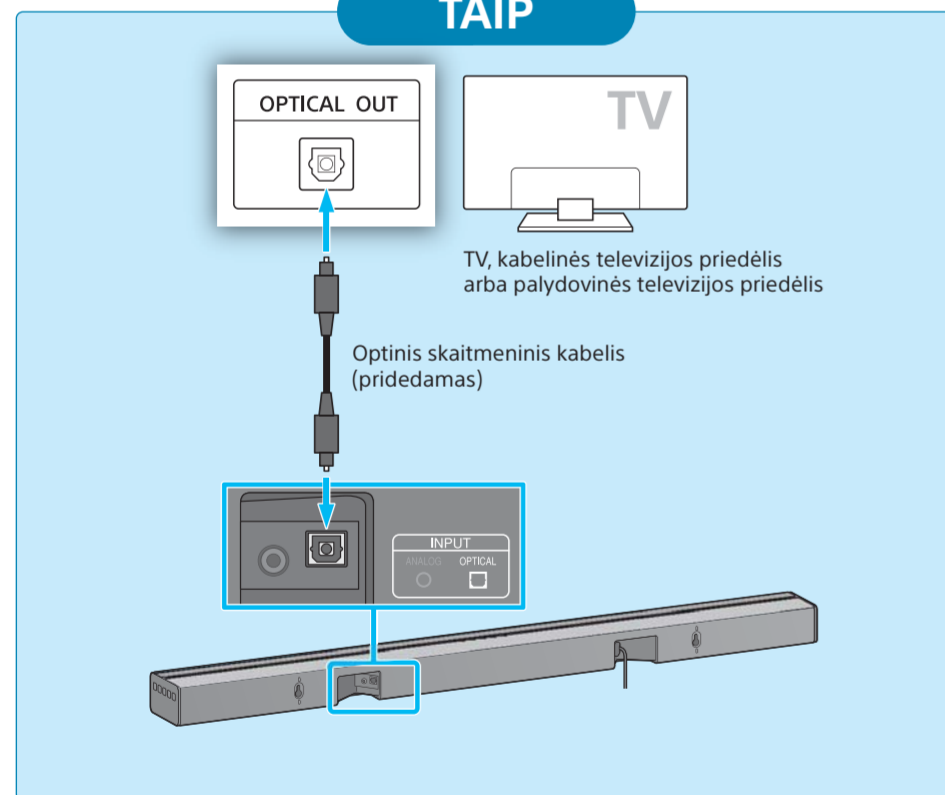 TAIP
OPTICAL OUT
TV
TV, kabelinės televizijos priedėlis
arba palydovinės televizijos priedėlis
Optinis skaitmeninis kabelis
(pridedamas)
INPUT
ANALOG OPTICAL